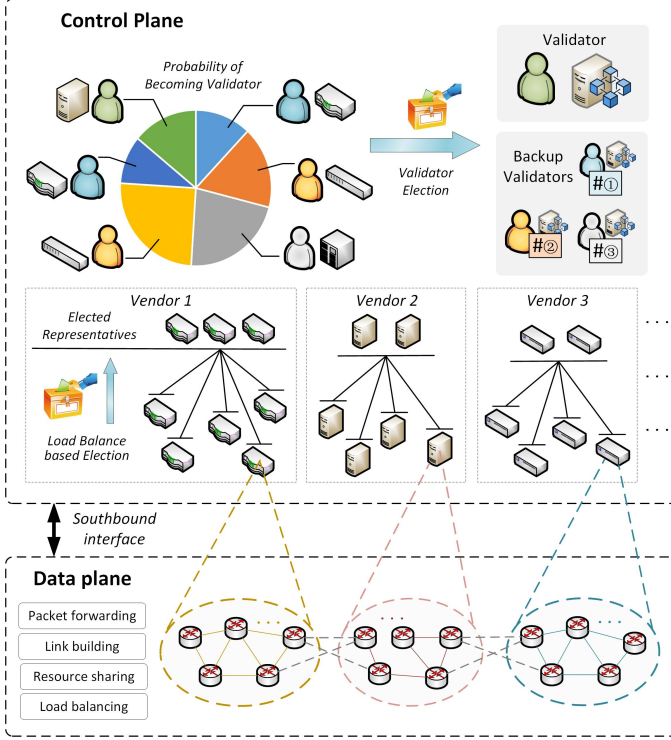 Control Plane
Probability of
Becoming Validator
Validator
Election
Validator
Backup
Validators
#①
#②
#③
Vendor 1
Elected
Representatives
Load Balance
based Election
Vendor 2
Vendor 3
. . .
. . .
Southbound
interface
Data plane
Packet forwarding
Link building
Resource sharing
Load balancing